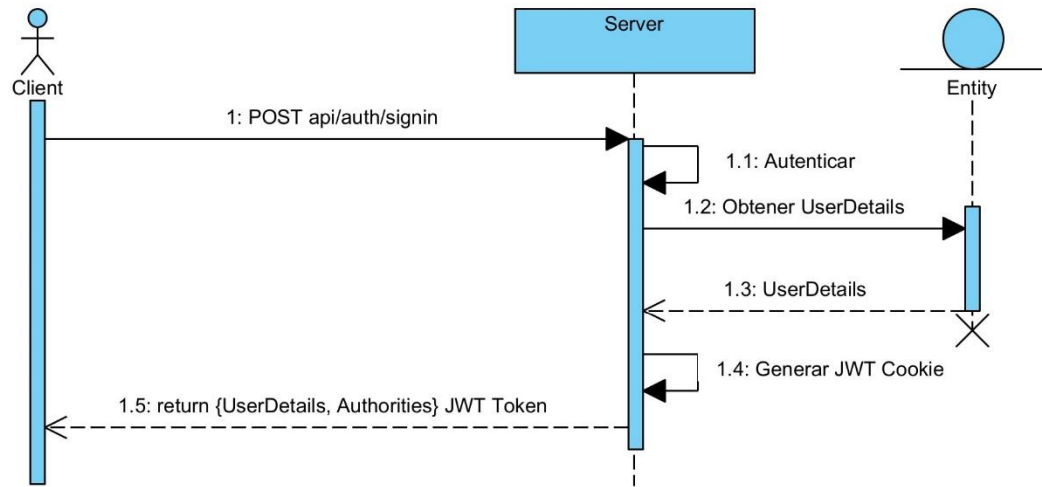 Server
Client
Entity
1: POST api/auth/signin
1.1: Autenticar
1.2: Obtener UserDetails
1.3: UserDetails
1.4: Generar JWT Cookie
1.5: return {UserDetails, Authorities} JWT Token